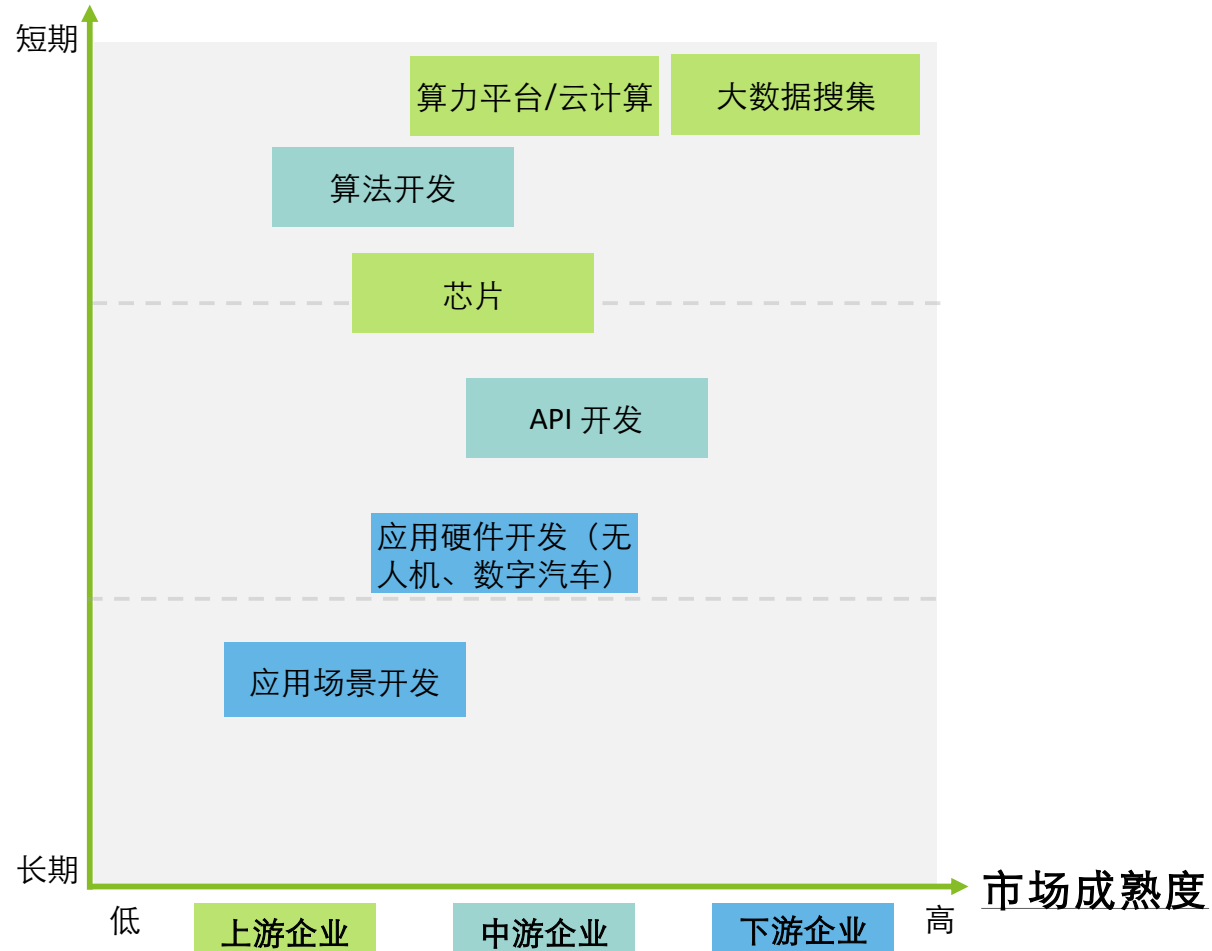 短期
算力平台/云计算
大数据搜集
算法开发
芯片
API 开发
应用硬件开发（无
人机、数字汽车）
应用场景开发
长期
市场成熟度
低
上游企业
中游企业
下游企业
高